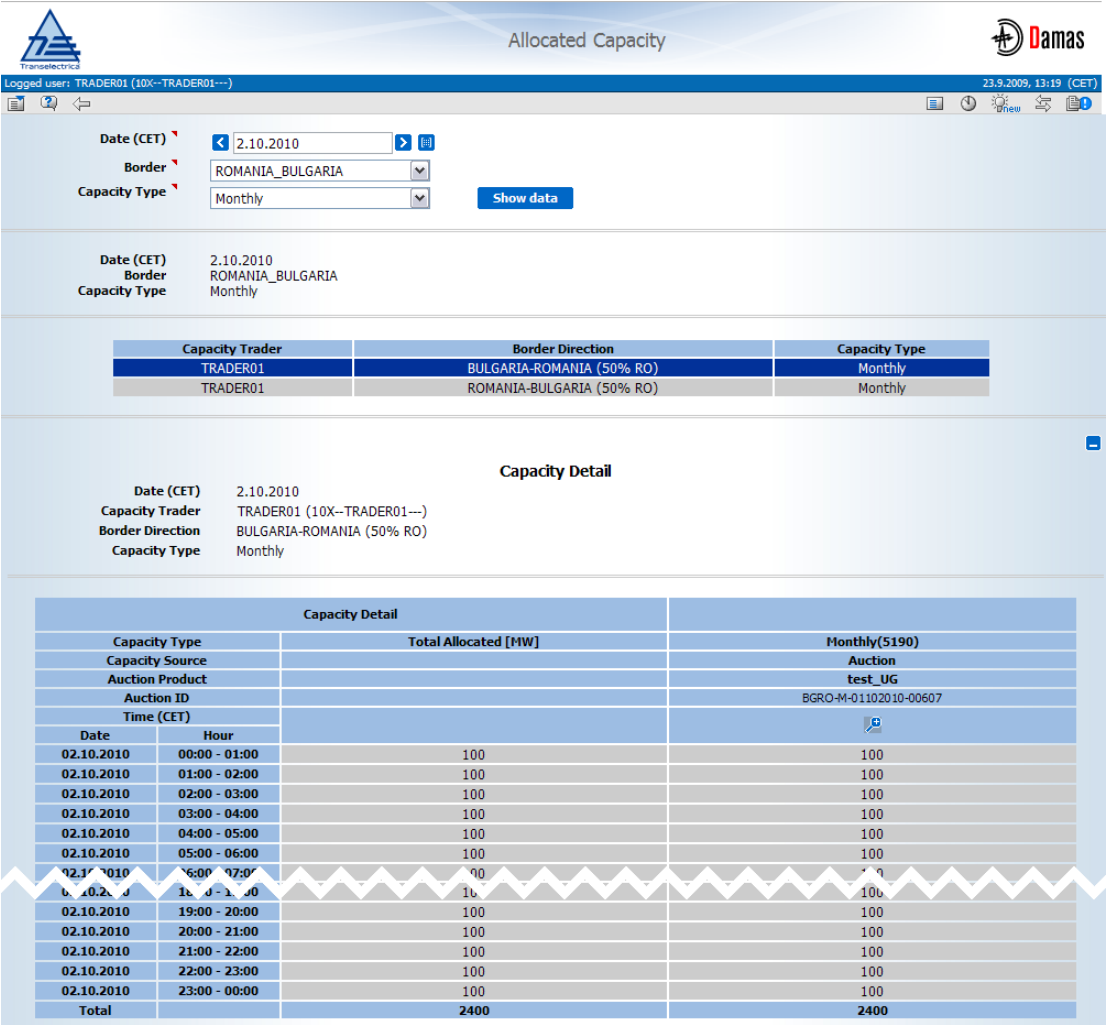 Transelectrica
Allocated Capacity
Damas
Logged user: TRADER01 (10X--TRADER01---) 23.9.2009, 13:19 (CET)
new
Date (CET) 2.10.2010
Border ROMANIA_BULGARIA
Capacity Type Monthly Show data
Date (CET) 2.10.2010
Border ROMANIA_BULGARIA
Capacity Type Monthly
Capacity Trader Border Direction Capacity Type
TRADER01 BULGARIA-ROMANIA (50% RO) Monthly
TRADER01 ROMANIA-BULGARIA (50% RO) Monthly
Capacity Detail
Date (CET) 2.10.2010
Capacity Trader TRADER01 (10X--TRADER01---)
Border Direction BULGARIA-ROMANIA (50% RO)
Capacity Type Monthly
Capacity Detail
Capacity Type Total Allocated [MW] Monthly(5190)
Capacity Source Auction
Auction Product test_UG
Auction ID BGRO-M-01102010-00607
Time (CET)
Date Hour
02.10.2010 00:00 - 01:00 100 100
02.10.2010 01:00 - 02:00 100 100
02.10.2010 02:00 - 03:00 100 100
02.10.2010 03:00 - 04:00 100 100
02.10.2010 04:00 - 05:00 100 100
02.10.2010 05:00 - 06:00 100 100
02.10.2010 19:00 - 20:00 100 100
02.10.2010 20:00 - 21:00 100 100
02.10.2010 21:00 - 22:00 100 100
02.10.2010 22:00 - 23:00 100 100
02.10.2010 23:00 - 00:00 100 100
Total 2400 2400